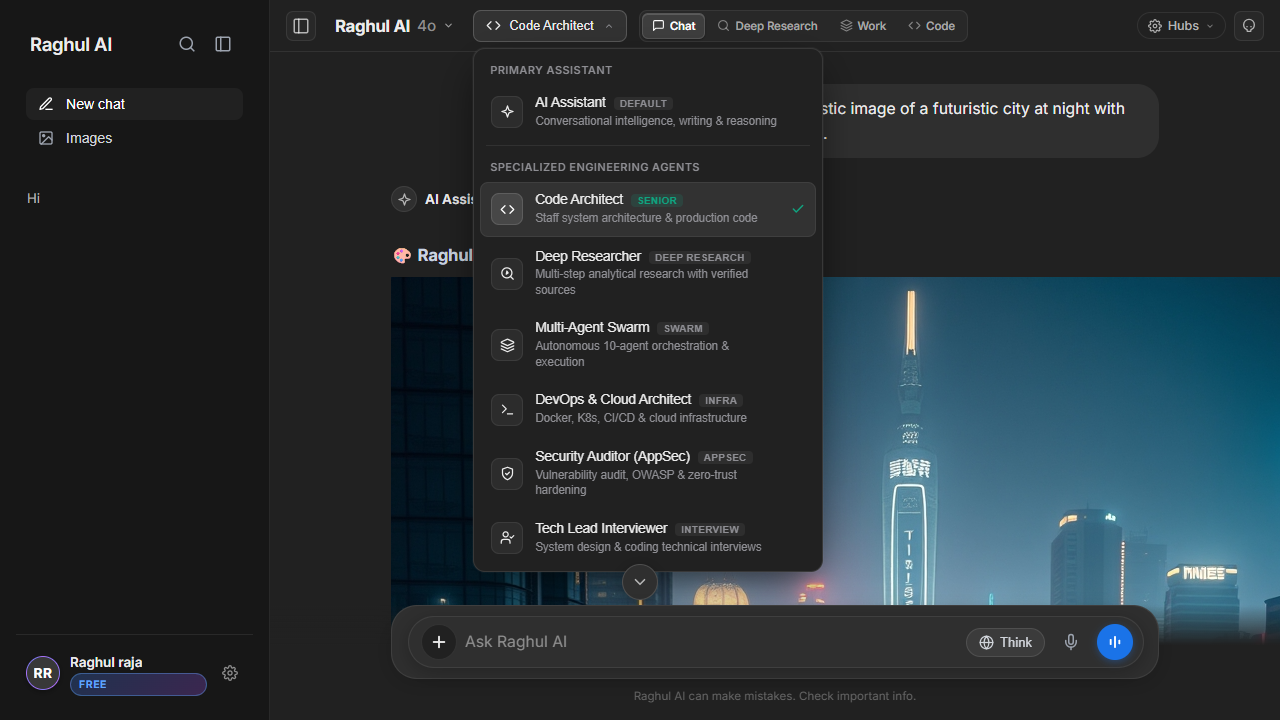 Raghul AI
New chat
Images
Hi
Raghul raja
RR
FREE
Raghul AI 4o
Code Architect
Chat
Deep Research
Work
Code
Hubs
PRIMARY ASSISTANT
AI Assistant DEFAULT
Conversational intelligence, writing & reasoning
SPECIALIZED ENGINEERING AGENTS
Code Architect SENIOR
Staff system architecture & production code
Deep Researcher DEEP RESEARCH
Multi-step analytical research with verified
sources
Multi-Agent Swarm SWARM
Autonomous 10-agent orchestration &
execution
DevOps & Cloud Architect INFRA
Docker, K8s, CI/CD & cloud infrastructure
Security Auditor (AppSec) APPSEC
Vulnerability audit, OWASP & zero-trust
hardening
Tech Lead Interviewer INTERVIEW
System design & coding technical interviews
stic image of a futuristic city at night with
.
AI Assis
Raghul
Ask Raghul AI
Think
Raghul AI can make mistakes. Check important info.